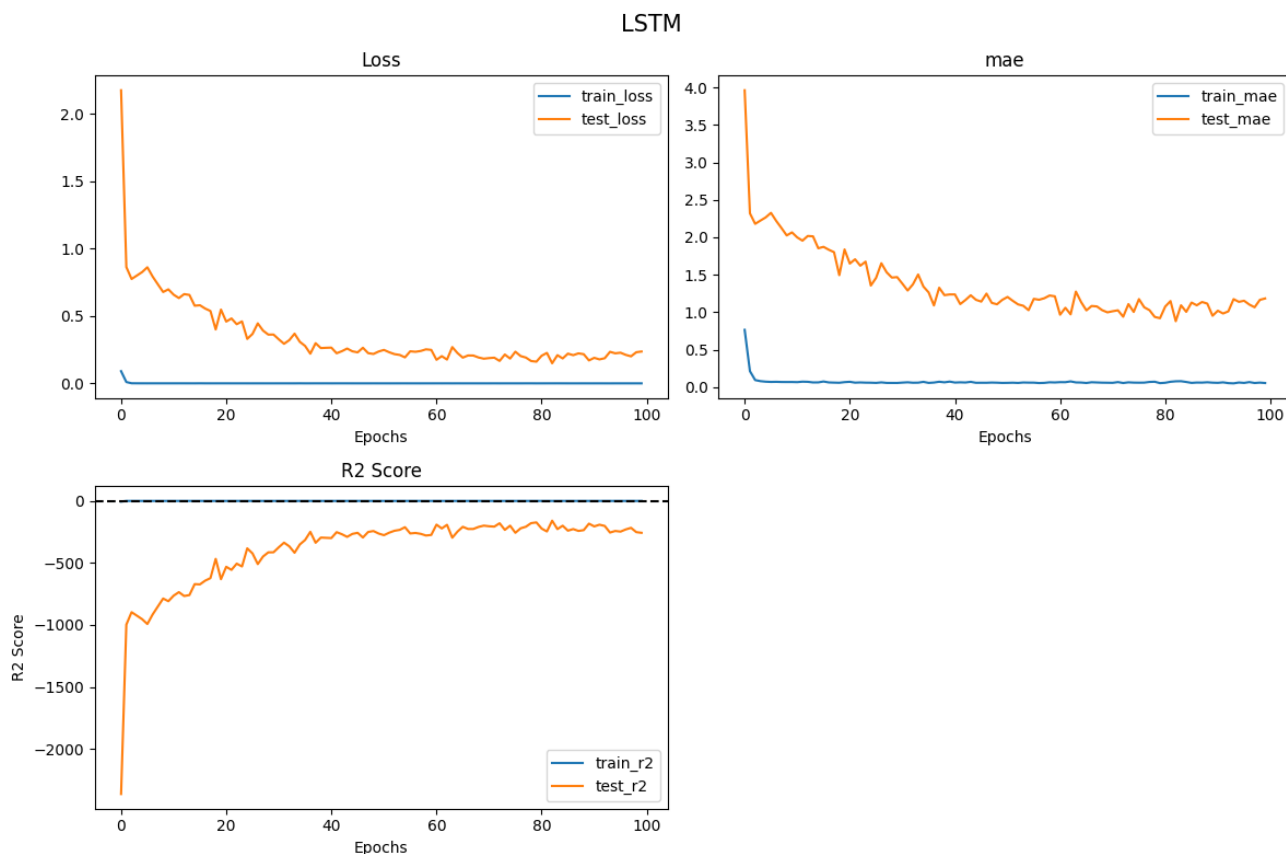 LSTM
Loss
2.0
1.5
1.0
0.5
0.0
train_loss
test_loss
0 20 40 60 80 100
Epochs
mae
4.0
3.5
3.0
2.5
2.0
1.5
1.0
0.5
0.0
train_mae
test_mae
0 20 40 60 80 100
Epochs
R2 Score
R2 Score
0
−500
−1000
−1500
−2000
train_r2
test_r2
0 20 40 60 80 100
Epochs